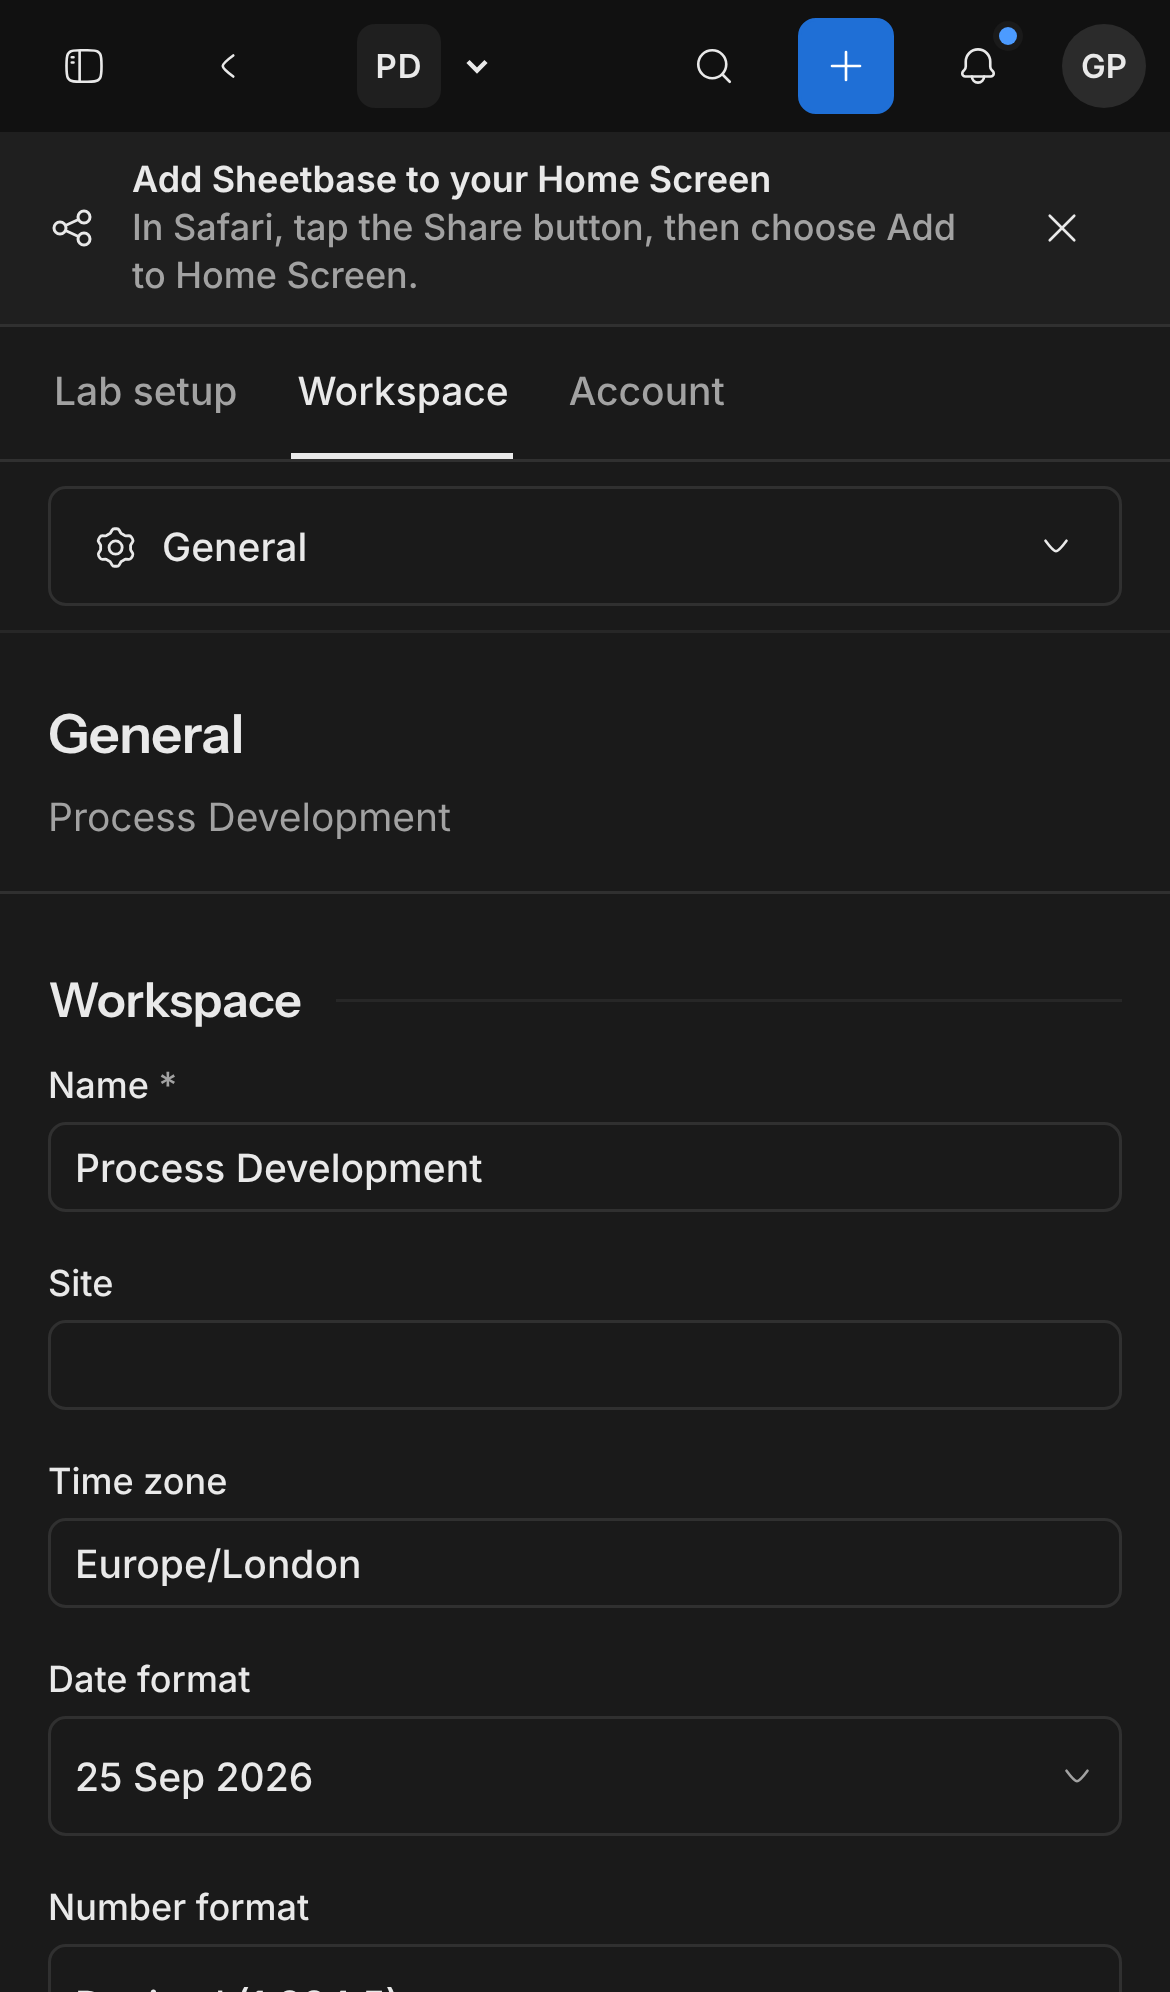 PD
GP
Add Sheetbase to your Home Screen
In Safari, tap the Share button, then choose Add
to Home Screen.
Lab setup Workspace Account
General
General
Process Development
Workspace
Name *
Process Development
Site
Time zone
Europe/London
Date format
25 Sep 2026
Number format